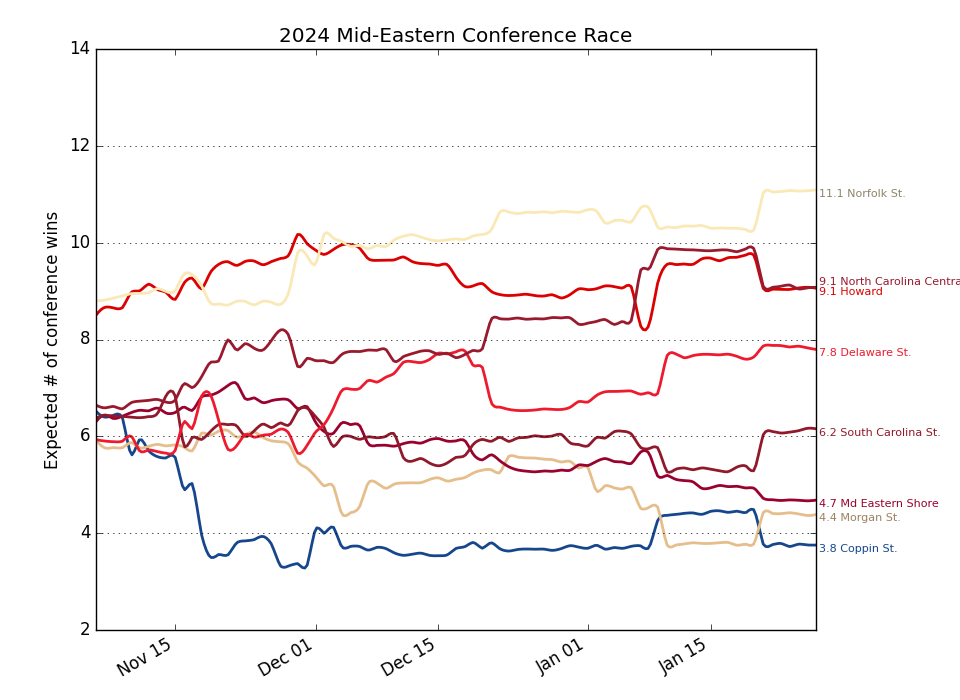 2024 Mid-Eastern Conference Race
Expected # of conference wins
14
12
10
8
6
4
2
Nov 15
Dec 01
Dec 15
Jan 01
Jan 15
11.1 Norfolk St.
9.1 North Carolina Centra
9.1 Howard
7.8 Delaware St.
6.2 South Carolina St.
4.7 Md Eastern Shore
4.4 Morgan St.
3.8 Coppin St.